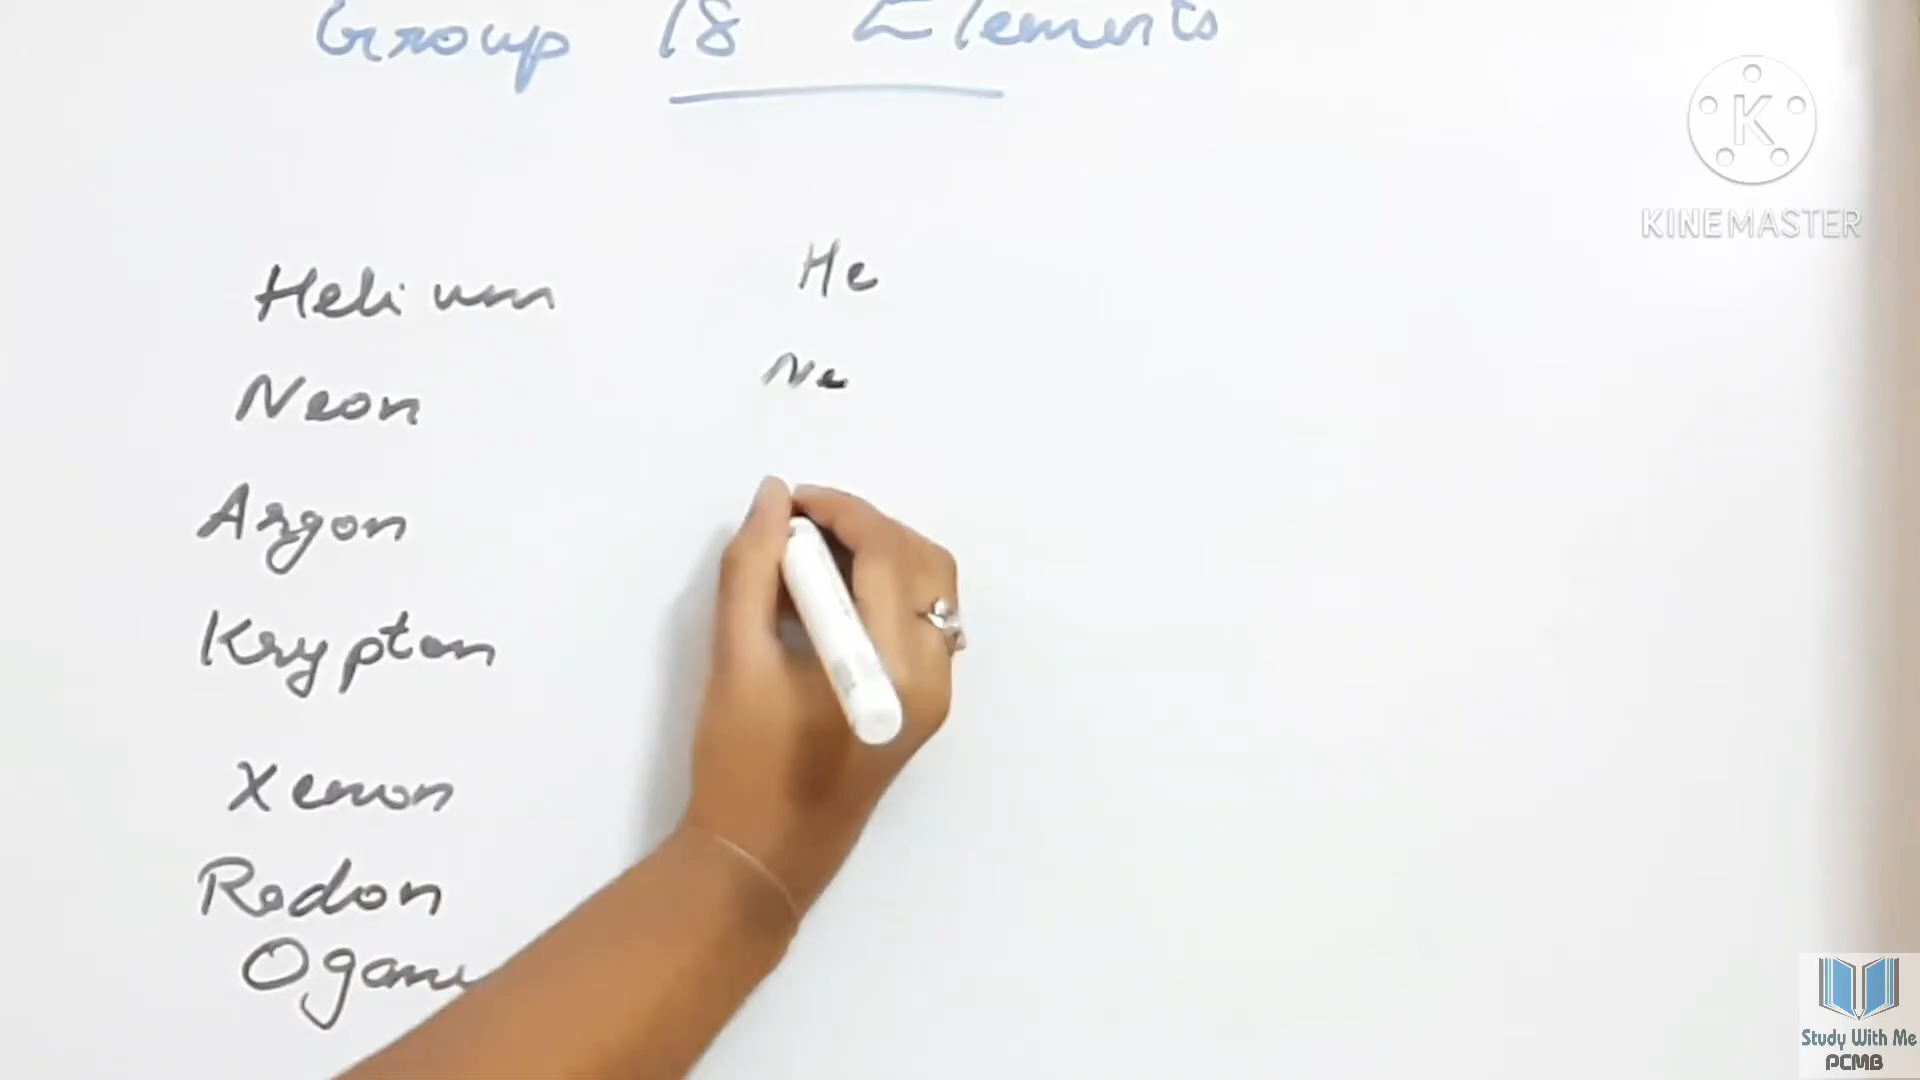 Group 18 Elements
K
KINEMASTER
Helium He
Neon Ne
Argon
Krypton
Xenon
Radon
Study With Me
PCMB